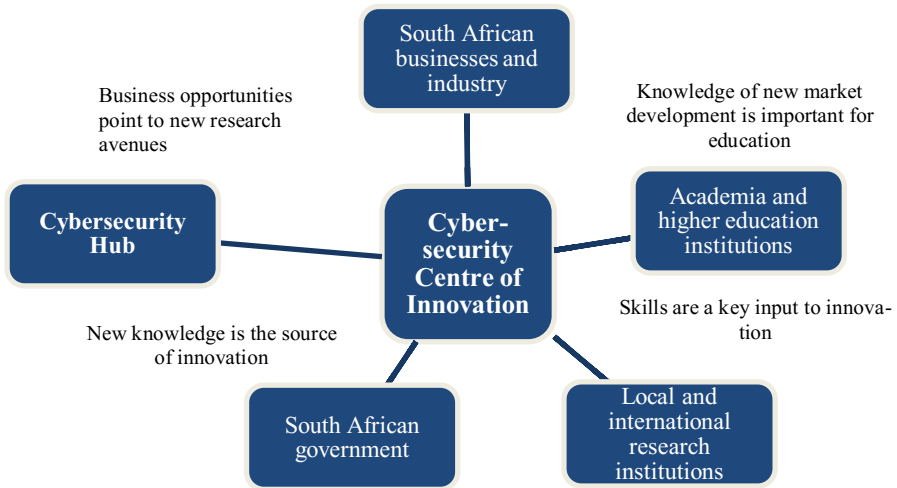 South African
businesses and
industry
Business opportunities
point to new research
avenues
Knowledge of new market
development is important for
education
Cybersecurity
Hub
Cyber-
security
Centre of
Innovation
Academia and
higher education
institutions
Skills are a key input to innova-
tion
New knowledge is the source
of innovation
South African
government
Local and
international
research
institutions